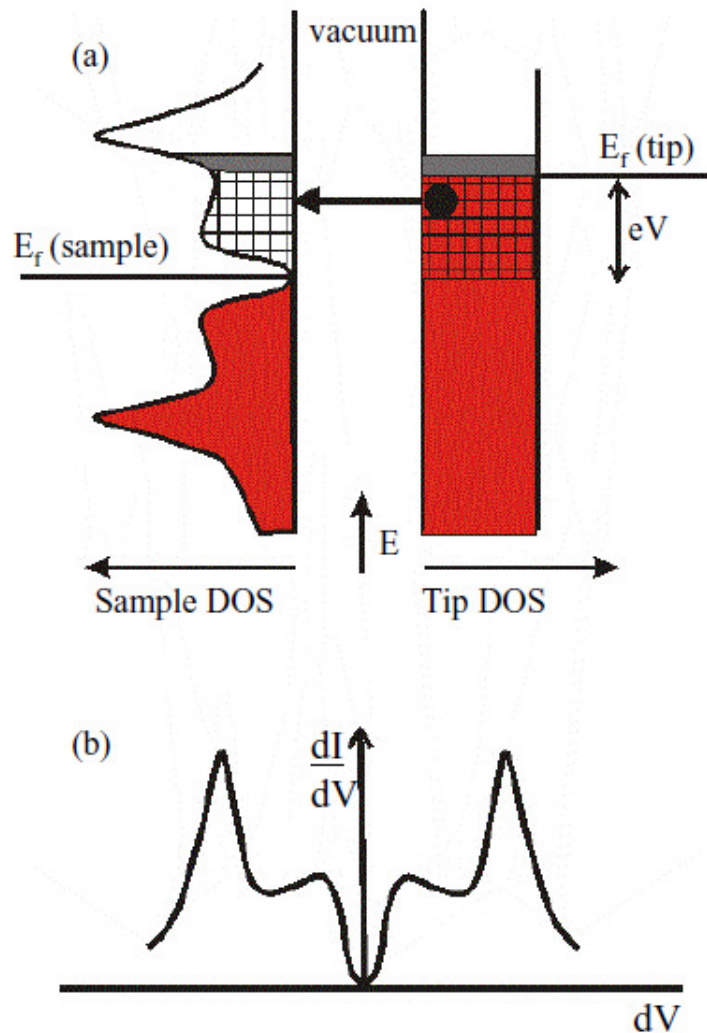 (a)
vacuum
E_f (tip)
eV
E_f (sample)
E
Sample DOS
Tip DOS
(b)
dI
dV
dV